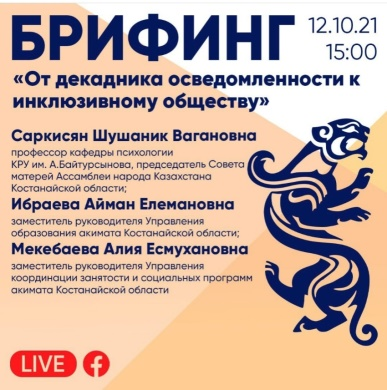 БРИФИНГ
12.10.21
15:00
«От декадника осведомленности к
инклюзивному обществу»
Саркисян Шушаник Вагановна
профессор кафедры психологии
КРУ им. А.Байтурсынова, председатель Совета
матерей Ассамблеи народа Казахстана
Костанайской области;
Ибраева Айман Елемановна
заместитель руководителя Управления
образования акимата Костанайской области;
Мекебаева Алия Есмухановна
заместитель руководителя Управления
координации занятости и социальных программ
акимата Костанайской области
LIVE